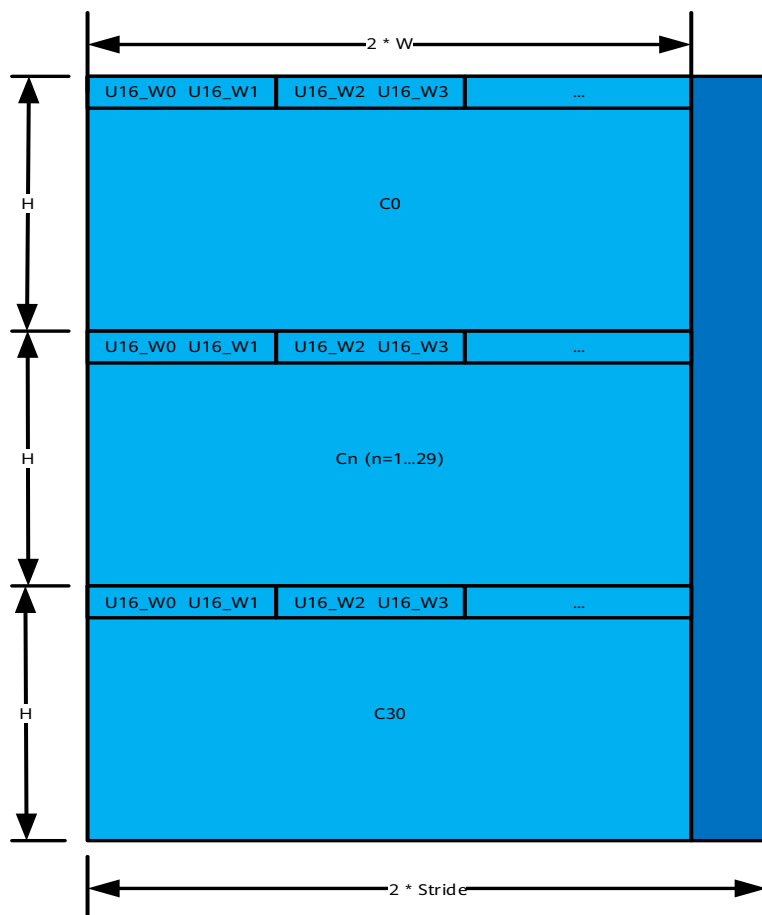 2 * W
U16_W0 U16_W1 U16_W2 U16_W3 ...
H
C0
U16_W0 U16_W1 U16_W2 U16_W3 ...
H
Cn (n=1...29)
U16_W0 U16_W1 U16_W2 U16_W3 ...
H
C30
2 * Stride